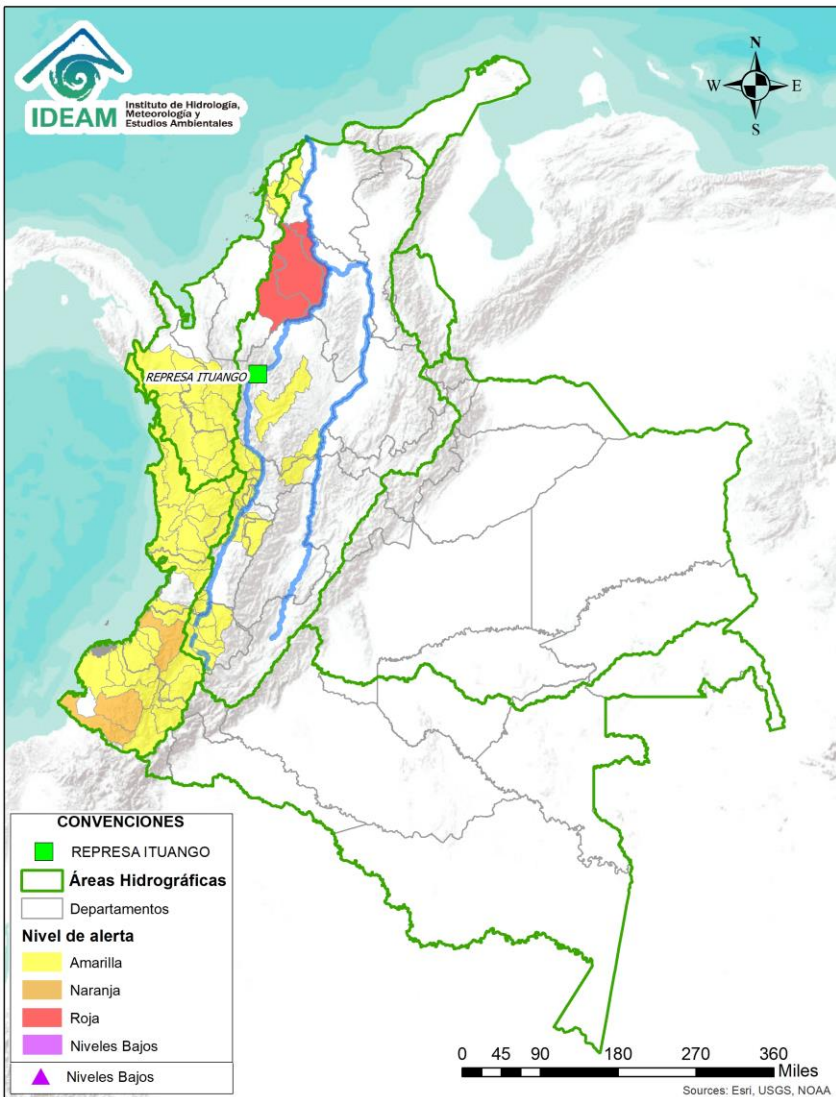 IDEAM
Instituto de Hidrología,
Meteorología y
Estudios Ambientales
N
W
E
S
REPRESA ITUANGO
CONVENCIONES
REPRESA ITUANGO
Áreas Hidrográficas
Departamentos
Nivel de alerta
Amarilla
Naranja
Roja
Niveles Bajos
Niveles Bajos
0 45 90 180 270 360
Miles
Sources: Esri, USGS, NOAA